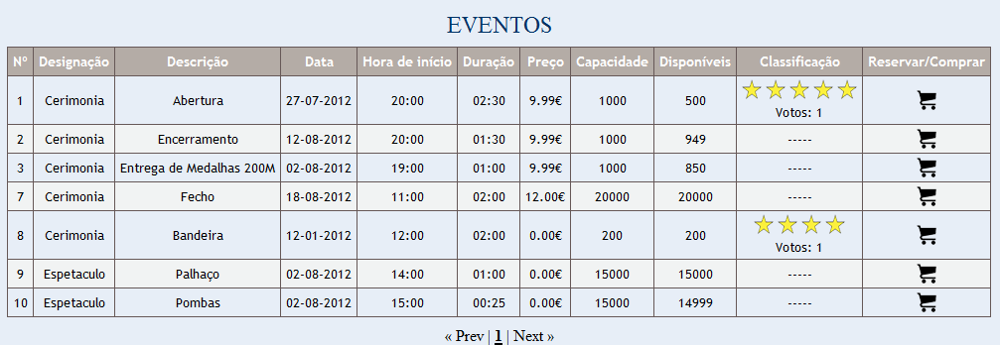 EVENTOS
Nº Designação Descrição Data Hora de início Duração Preço Capacidade Disponíveis Classificação Reservar/Comprar
1 Cerimonia Abertura 27-07-2012 20:00 02:30 9.99€ 1000 500
Votos: 1
2 Cerimonia Encerramento 12-08-2012 20:00 01:30 9.99€ 1000 949 -----
3 Cerimonia Entrega de Medalhas 200M 02-08-2012 19:00 01:00 9.99€ 1000 850 -----
7 Cerimonia Fecho 18-08-2012 11:00 02:00 12.00€ 20000 20000 -----
8 Cerimonia Bandeira 12-01-2012 12:00 02:00 0.00€ 200 200
Votos: 1
9 Espetaculo Palhaço 02-08-2012 14:00 01:00 0.00€ 15000 15000 -----
10 Espetaculo Pombas 02-08-2012 15:00 00:25 0.00€ 15000 14999 -----
« Prev | 1 | Next »